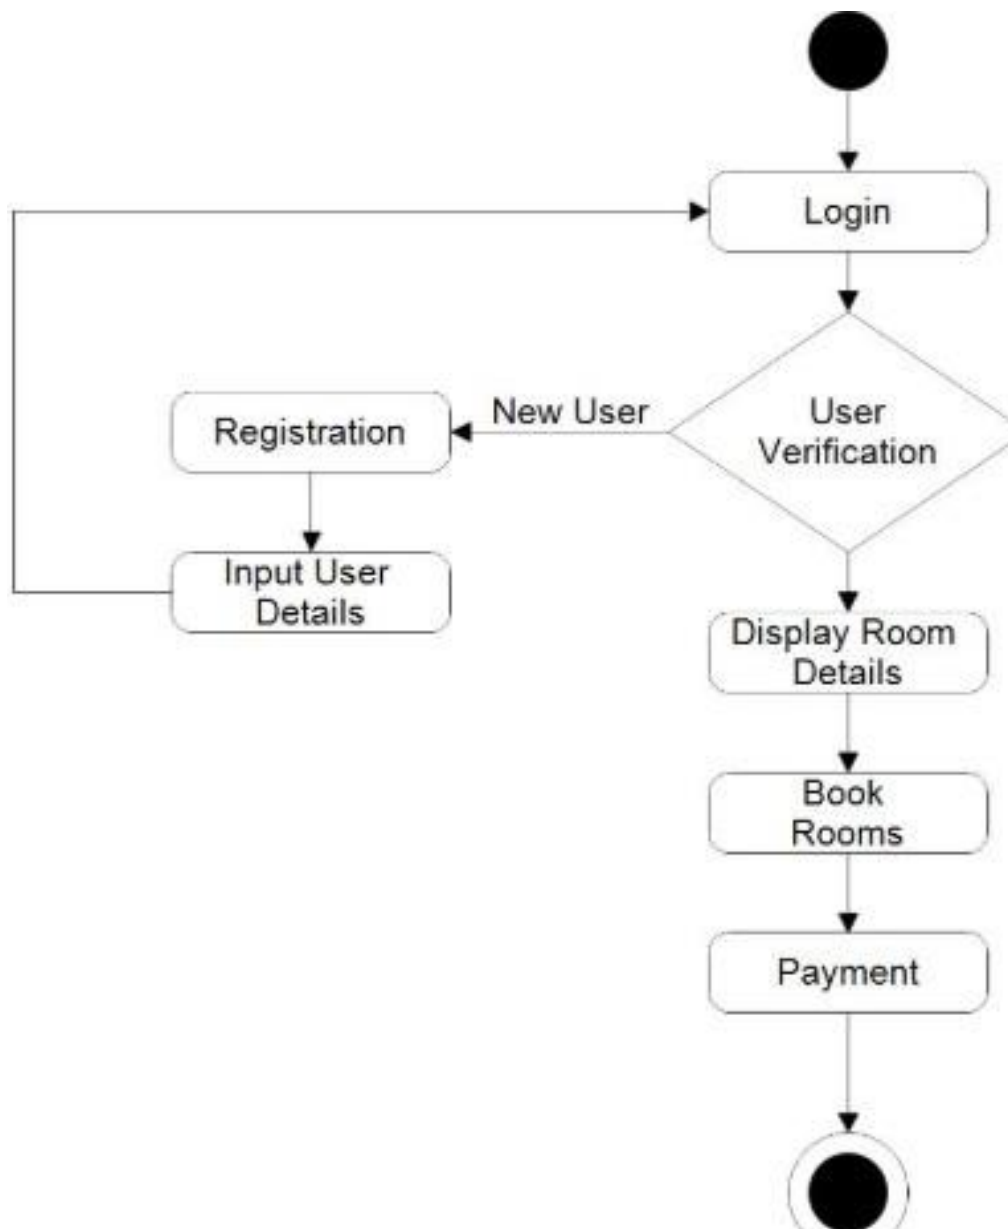 Login
New User
User
Verification
Registration
Input User
Details
Display Room
Details
Book
Rooms
Payment